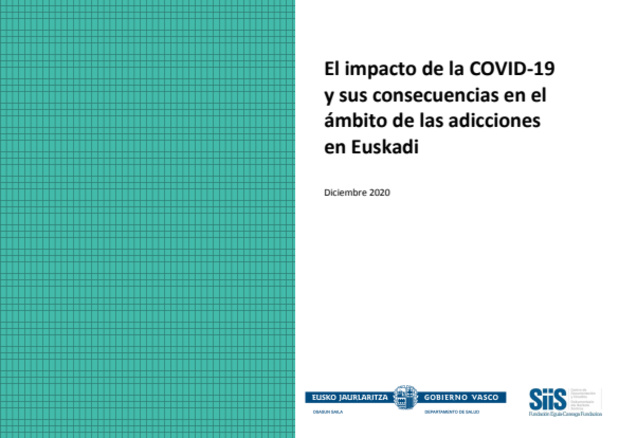 El impacto de la COVID-19
y sus consecuencias en el
ámbito de las adicciones
en Euskadi
Diciembre 2020
EUSKO JAURLARITZA GOBIERNO VASCO
OSASUN SAILA DEPARTAMENTO DE SALUD
SiiS
Fundación Eguía-Careaga Fundazioa